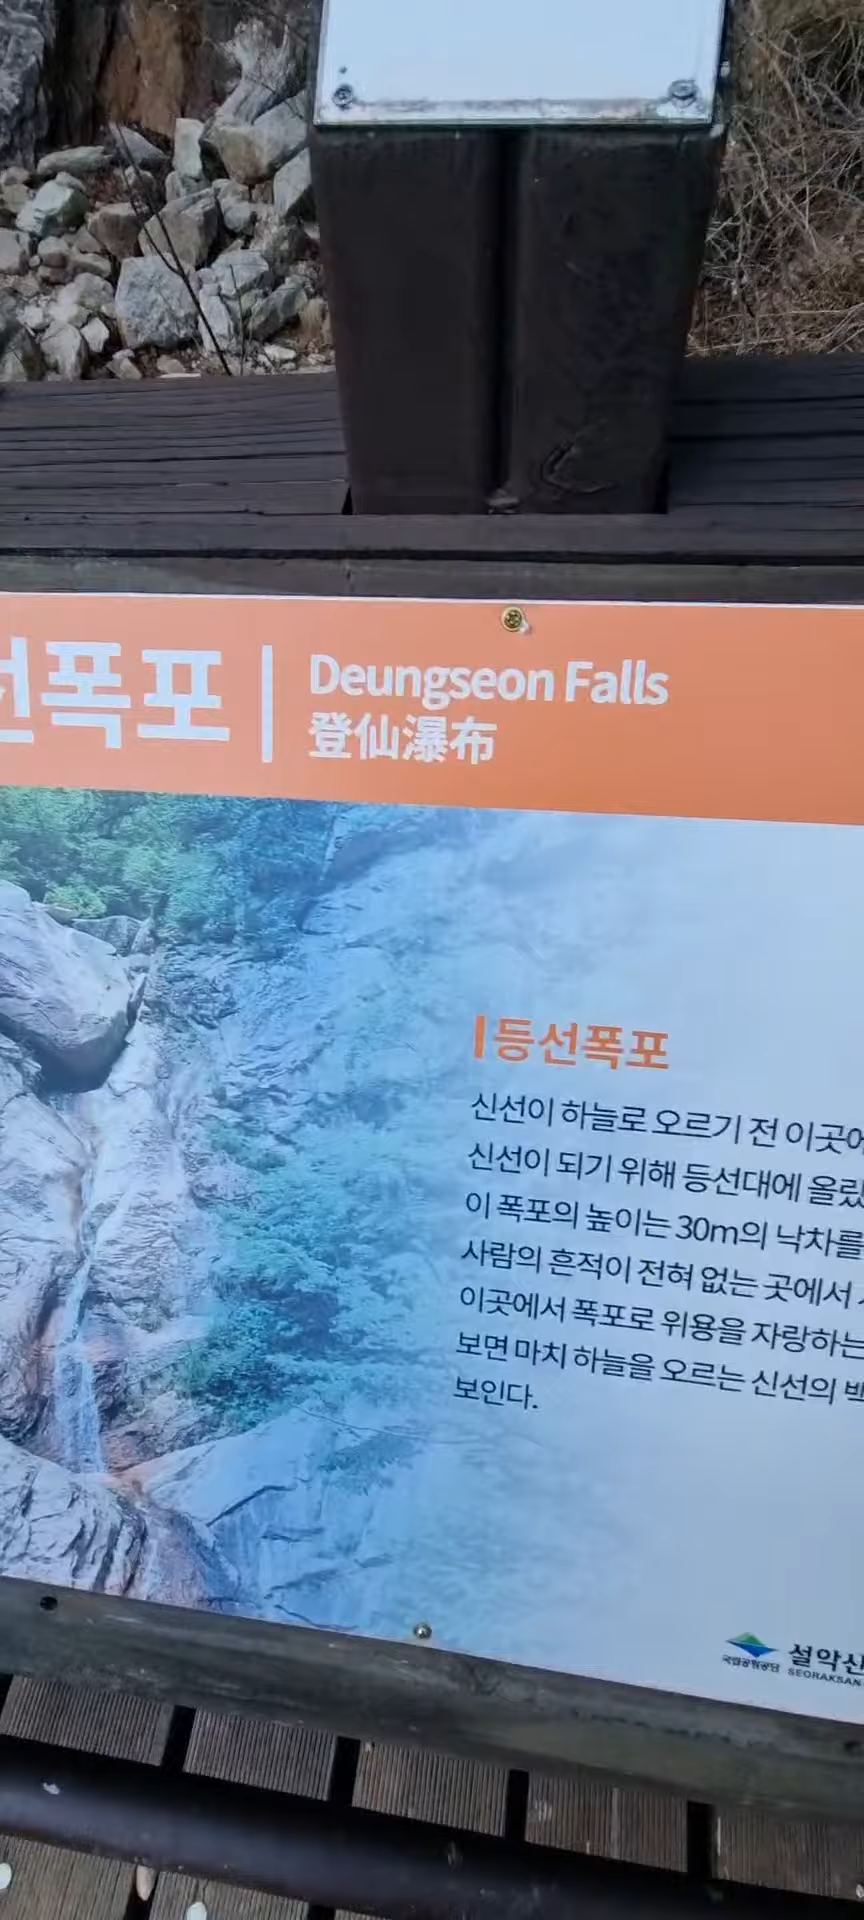 선폭포
Deungseon Falls
登仙瀑布
등선폭포
신선이 하늘로 오르기 전 이곳에
신선이 되기 위해 등선대에 올랐
이 폭포의 높이는 30m의 낙차를
사람의 흔적이 전혀 없는 곳에서
이곳에서 폭포로 위용을 자랑하는
보면 마치 하늘을 오르는 신선의 백
보인다.
국립공원공단
설악산
SEORAKSAN